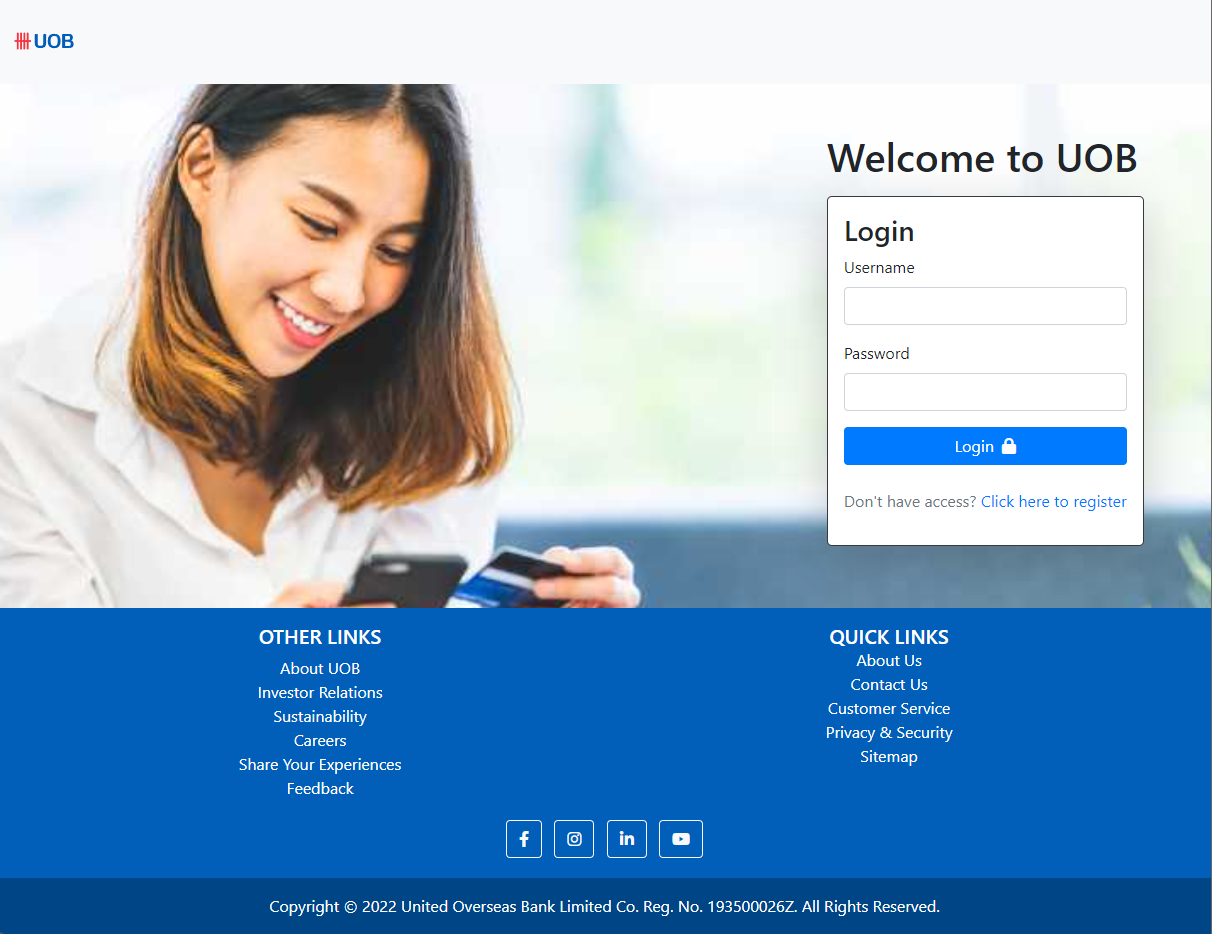 UOB
Welcome to UOB
Login
Username
Password
Login
Don't have access? Click here to register
OTHER LINKS
About UOB
Investor Relations
Sustainability
Careers
Share Your Experiences
Feedback
QUICK LINKS
About Us
Contact Us
Customer Service
Privacy & Security
Sitemap
Copyright © 2022 United Overseas Bank Limited Co. Reg. No. 193500026Z. All Rights Reserved.